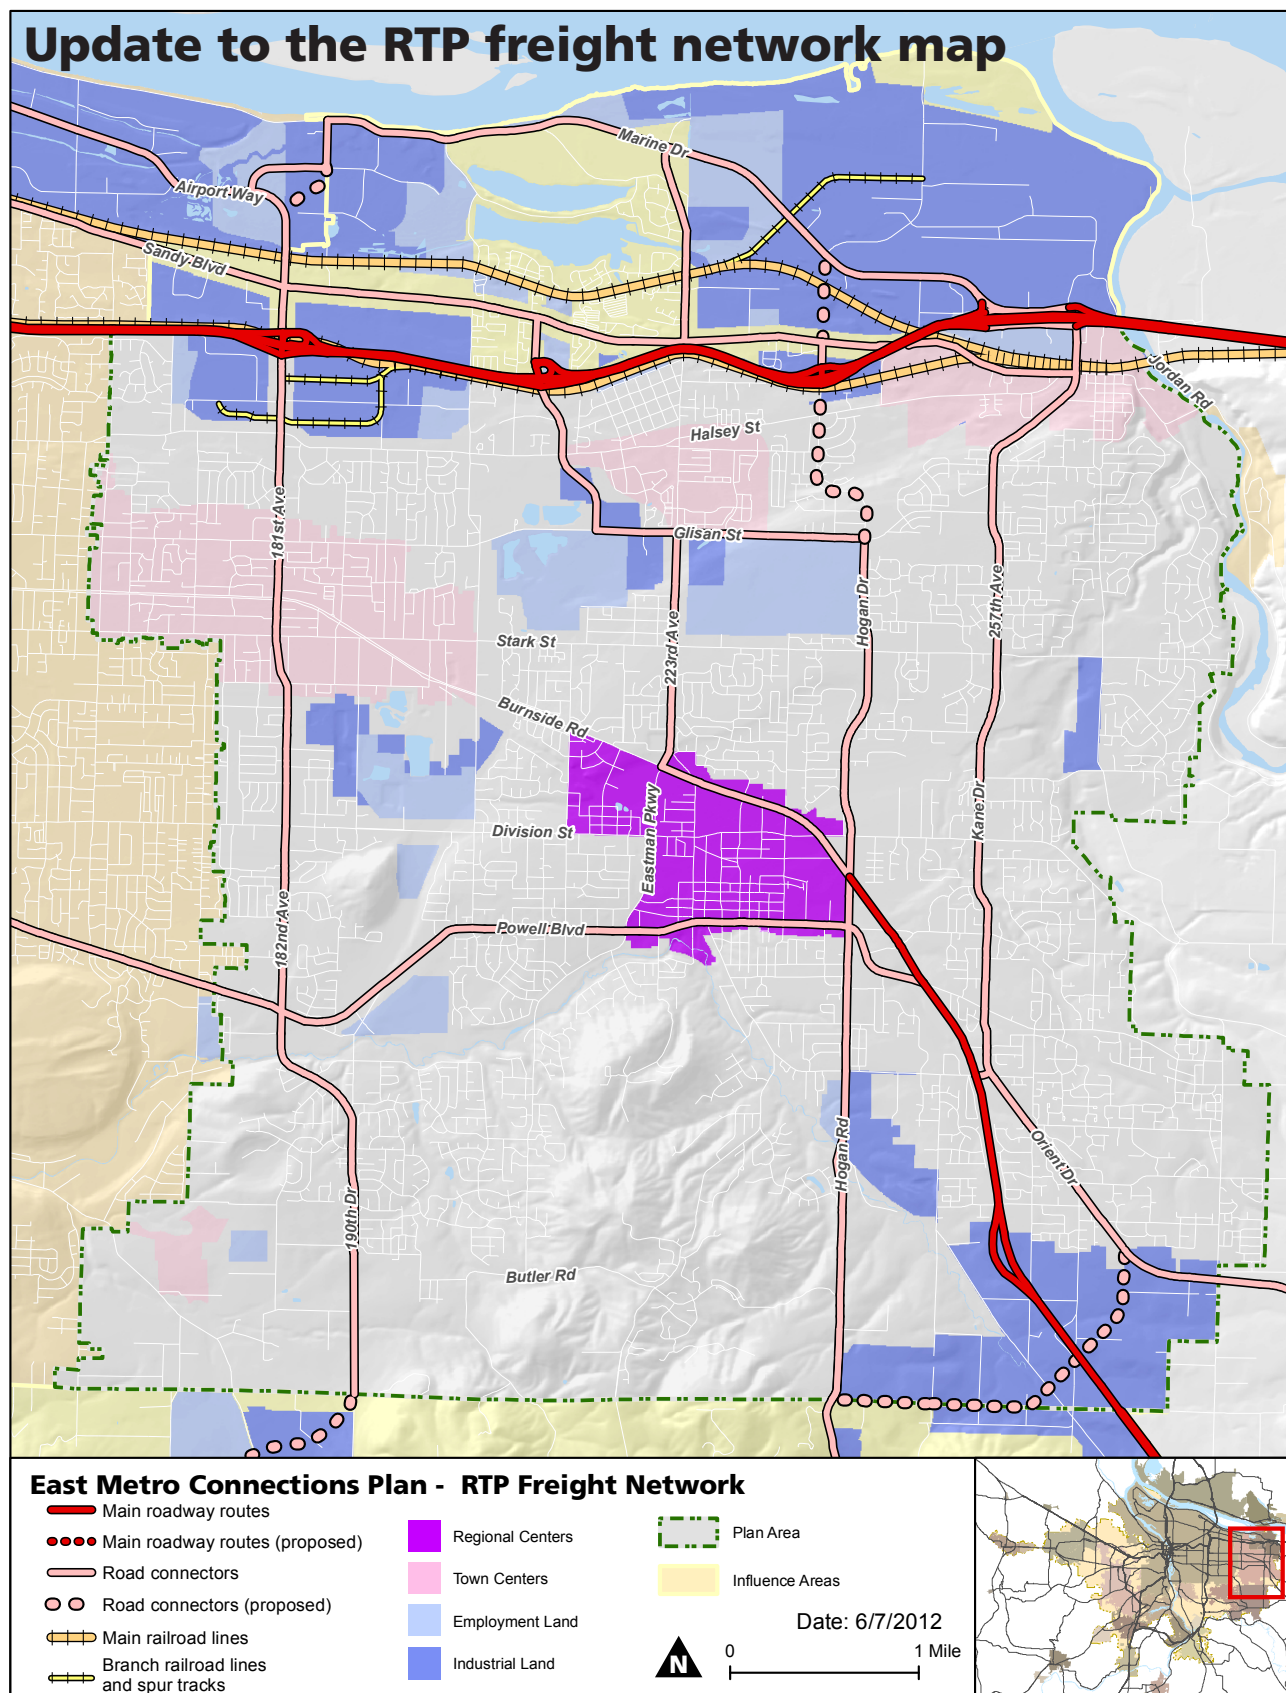 Update to the RTP freight network map
Marine Dr
Airport Way
Sandy Blvd
Jordan Rd
Halsey St
181st Ave
Glisan St
Hogan Dr
257th Ave
223rd Ave
Stark St
Burnside Rd
Eastman Pkwy
Kane Dr
Division St
182nd Ave
Powell Blvd
Hogan Rd
Orient Dr
190th Dr
Butler Rd
East Metro Connections Plan - RTP Freight Network
Main roadway routes
Main roadway routes (proposed)
Road connectors
Road connectors (proposed)
Main railroad lines
Branch railroad lines
and spur tracks
Regional Centers
Town Centers
Employment Land
Industrial Land
Plan Area
Influence Areas
Date: 6/7/2012
N
0
1 Mile